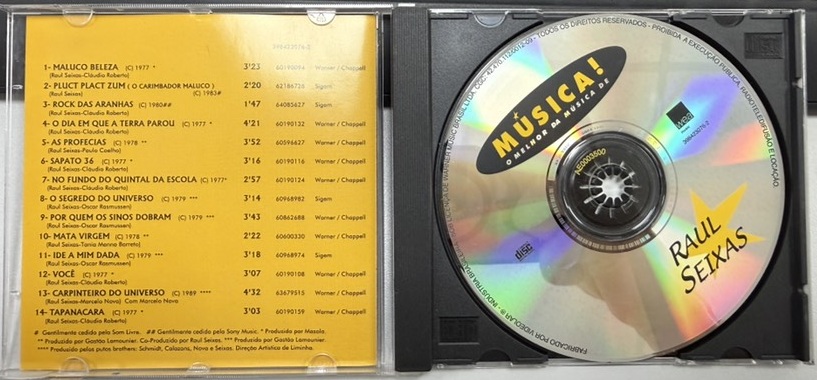 398423576-2
1- MALUCO BELEZA (C) 1977 * 3'23 60190094 Warner / Chappell
(Raul Seixas-Cláudio Roberto)
2- PLUCT PLACT ZUM ( O CARIMBADOR MALUCO ) 2'20 62186726 Sigem
(Raul Seixas) (C) 1983#
3- ROCK DAS ARANHAS (C) 1980## 1'47 64085627 Sigem
(Raul Seixas-Cláudio Roberto)
4- O DIA EM QUE A TERRA PAROU (C) 1977 * 4'21 60190132 Warner / Chappell
(Raul Seixas-Cláudio Roberto)
5- AS PROFECIAS (C) 1978 ** 3'52 60596627 Warner / Chappell
(Raul Seixas-Paulo Coelho)
6- SAPATO 36 (C) 1977 * 3'16 60190116 Warner / Chappell
(Raul Seixas-Cláudio Roberto)
7- NO FUNDO DO QUINTAL DA ESCOLA (C) 1977* 2'57 60190124 Warner / Chappell
(Raul Seixas-Cláudio Roberto)
8- O SEGREDO DO UNIVERSO (C) 1979 *** 3'14 60968982 Sigem
(Raul Seixas-Oscar Rasmussen)
9- POR QUEM OS SINOS DOBRAM (C) 1979 *** 3'43 60862688 Warner / Chappell
(Raul Seixas-Oscar Rasmussen)
10- MATA VIRGEM (C) 1978 ** 2'22 60600330 Warner / Chappell
(Raul Seixas-Tania Menna Barreto)
11- IDE A MIM DADA (C) 1979 *** 3'18 60968974 Sigem
(Raul Seixas-Oscar Rasmussen)
12- VOCÊ (C) 1977 * 3'07 60190108 Warner / Chappell
(Raul Seixas-Cláudio Roberto)
13- CARPINTEIRO DO UNIVERSO (C) 1989 **** 4'32 63679515 Warner / Chappell
(Raul Seixas-Marcelo Nova) Com Marcelo Nova
14- TAPANACARA (C) 1977 * 3'03 60190159 Warner / Chappell
(Raul Seixas-Cláudio Roberto)
# Gentilmente cedido pela Som Livre. ## Gentilmente cedido pela Sony Music. * Produzido por Mazola.
** Produzido por Gastão Lamounier. Co-Produzido por Raul Seixas. *** Produzido por Gastão Lamounier.
**** Produzido pelos putos brothers: Schmidt, Calasans, Nova e Seixas. Direção Artística de Liminha.
TODOS OS DIREITOS RESERVADOS - PROIBIDA A EXECUÇÃO PÚBLICA, RADIOTELEDIFUSÃO E LOCAÇÃO.
MÚSICA!
O MELHOR DA MÚSICA DE
wea
398423576-2
AE0003500
disc
RAUL
SEIXAS
FABRICADO POR VIDEOLAR